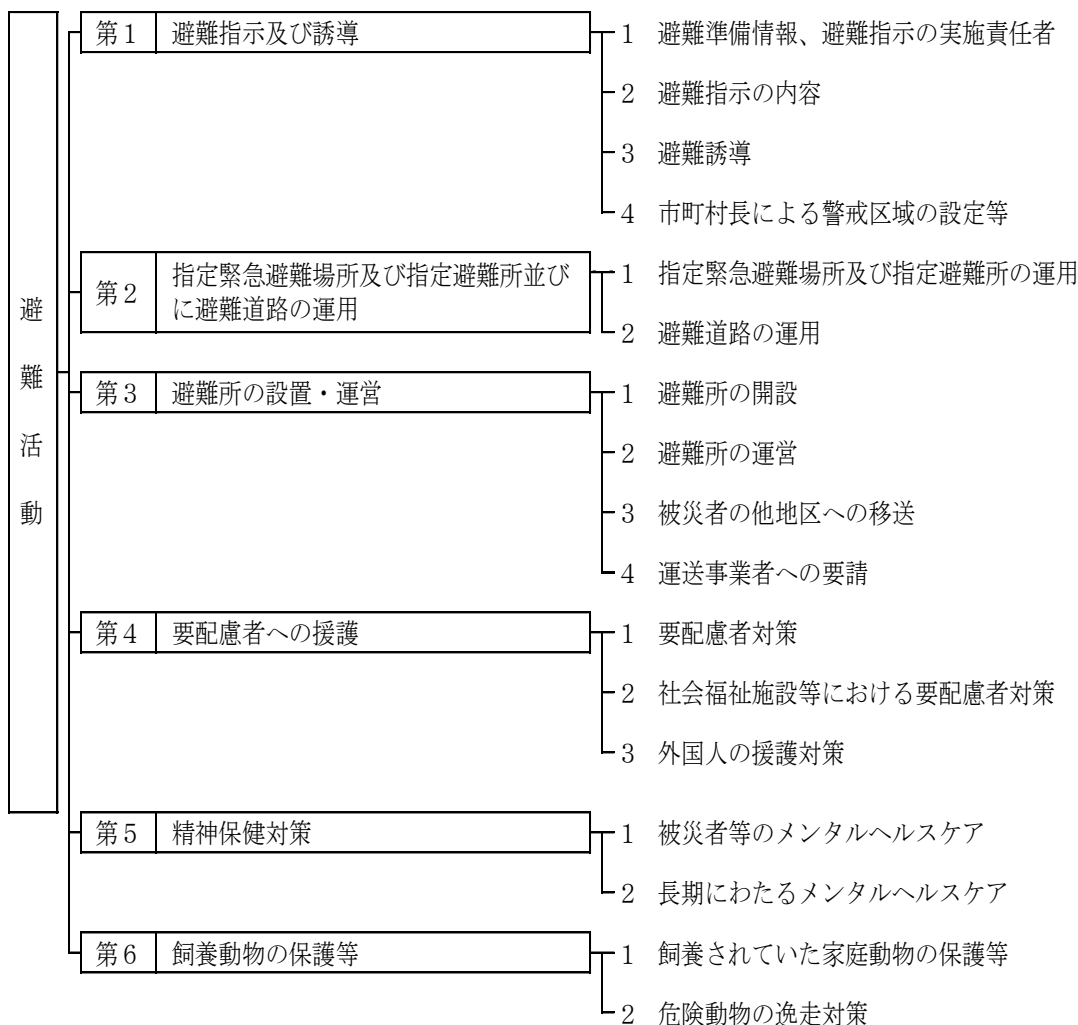 避難活動
第1 避難指示及び誘導
1 避難準備情報、避難指示の実施責任者
2 避難指示の内容
3 避難誘導
4 市町村長による警戒区域の設定等
第2 指定緊急避難場所及び指定避難所並び
に避難道路の運用
1 指定緊急避難場所及び指定避難所の運用
2 避難道路の運用
第3 避難所の設置・運営
1 避難所の開設
2 避難所の運営
3 被災者の他地区への移送
4 運送事業者への要請
第4 要配慮者への援護
1 要配慮者対策
2 社会福祉施設等における要配慮者対策
3 外国人の援護対策
第5 精神保健対策
1 被災者等のメンタルヘルスケア
2 長期にわたるメンタルヘルスケア
第6 飼養動物の保護等
1 飼養されていた家庭動物の保護等
2 危険動物の逸走対策